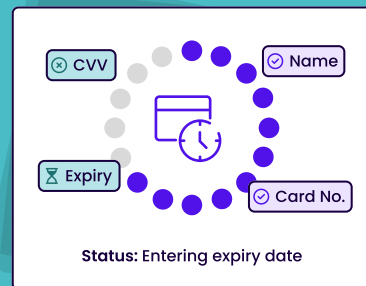 CVV
Name
Expiry
Card No.
Status: Entering expiry date